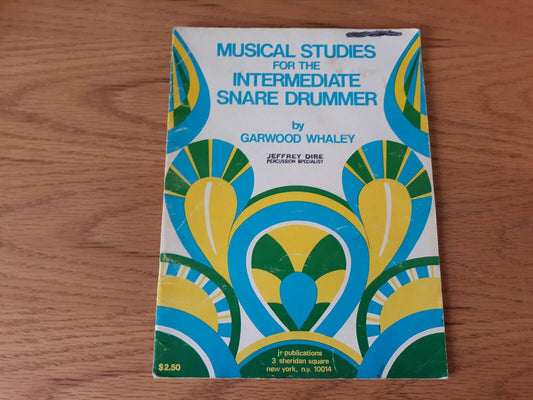 MUSICAL STUDIES
FOR THE
INTERMEDIATE
SNARE DRUMMER
by
GARWOOD WHALEY
JEFFREY DIRE
PERCUSSION SPECIALIST
jr publications
3 sheridan square
new york, n.y. 10014
$2.50